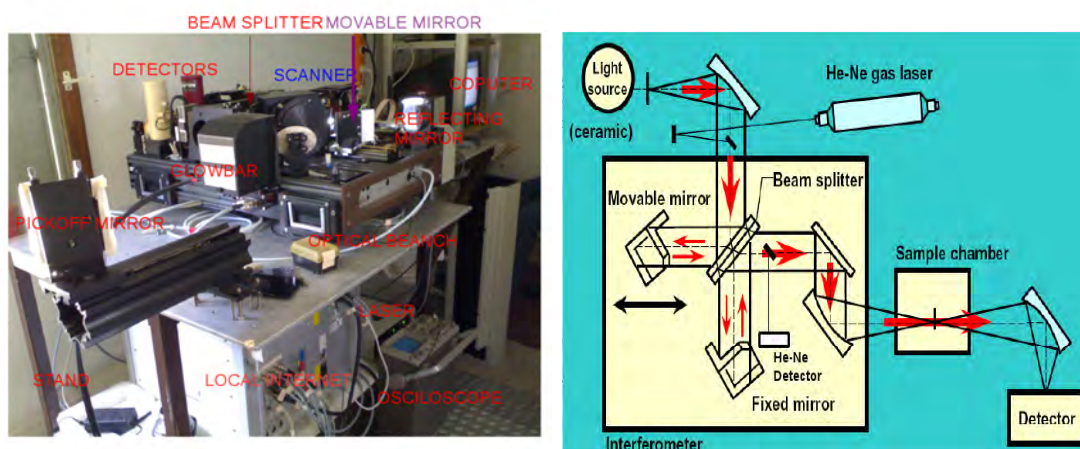 BEAM SPLITTER MOVABLE MIRROR
DETECTORS
SCANNER
COPUTER
REFLECTING
MIRROR
GLOWBAR
PICKOFF MIRROR
OPTICAL BEANCH
LASER
STAND
LOCAL INTERNET
OSCILOSCOPE
Light
source
(ceramic)
He-Ne gas laser
Beam splitter
Movable mirror
Sample chamber
He-Ne
Detector
Fixed mirror
Detector
Interferometer